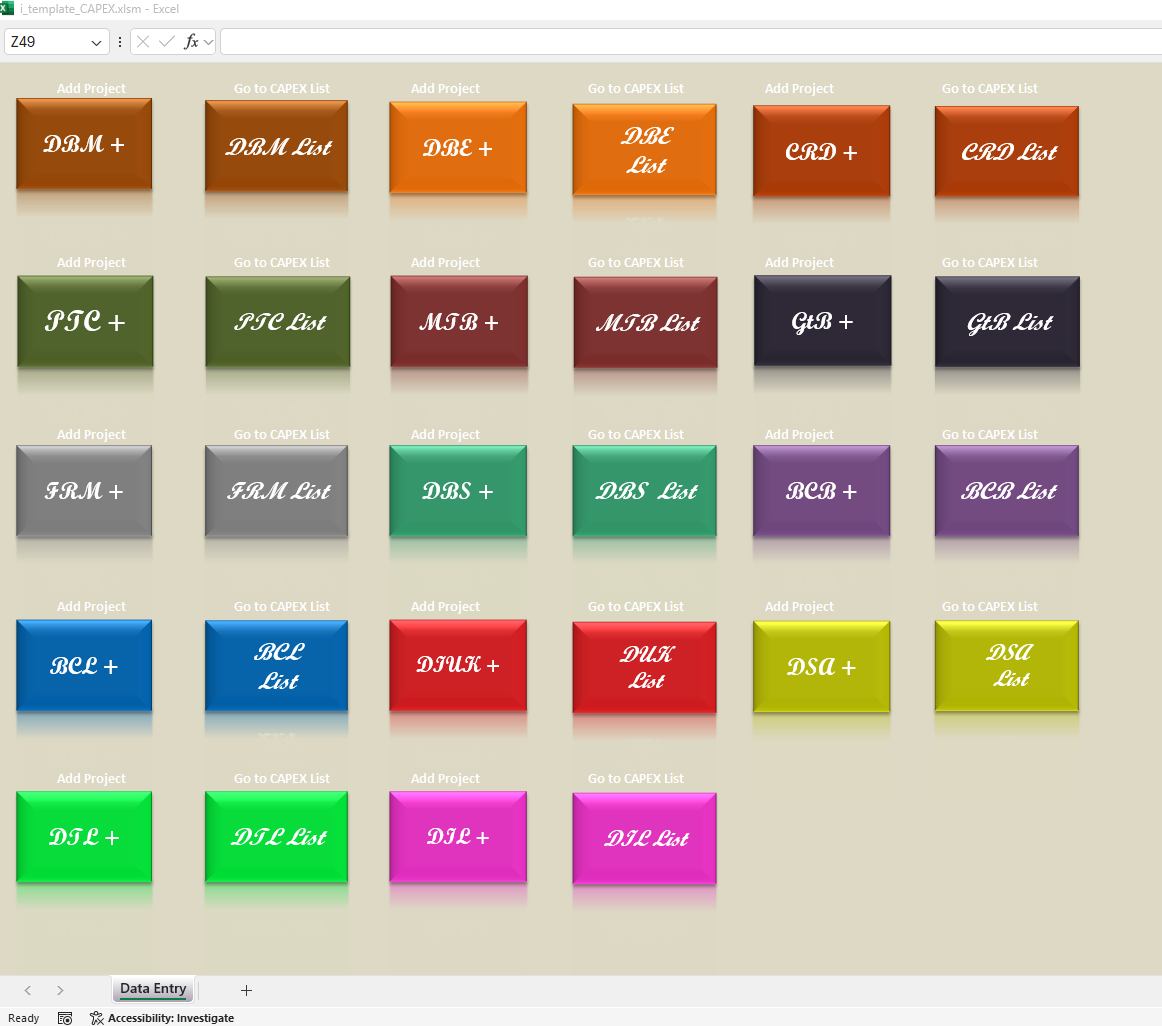 i_template_CAPEX.xlsm - Excel
Z49
fx
Add Project Go to CAPEX List Add Project Go to CAPEX List Add Project Go to CAPEX List
DBM + DBM List DBE + DBE List CRD + CRD List
Add Project Go to CAPEX List Add Project Go to CAPEX List Add Project Go to CAPEX List
PTC + PTC List MTB + MTB List GtB + GtB List
Add Project Go to CAPEX List Add Project Go to CAPEX List Add Project Go to CAPEX List
FRM + FRM List DBS + DBS List BCB + BCB List
Add Project Go to CAPEX List Add Project Go to CAPEX List Add Project Go to CAPEX List
BCL + BCL List DIUK + DUK List DSA + DSA List
Add Project Go to CAPEX List Add Project Go to CAPEX List
DTL + DTL List DIL + DIL List
Data Entry +
Ready Accessibility: Investigate